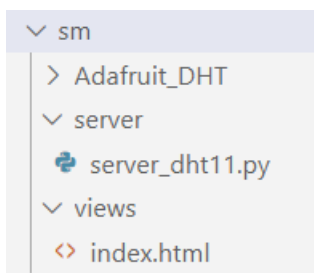 sm
Adafruit_DHT
server
server_dht11.py
views
index.html